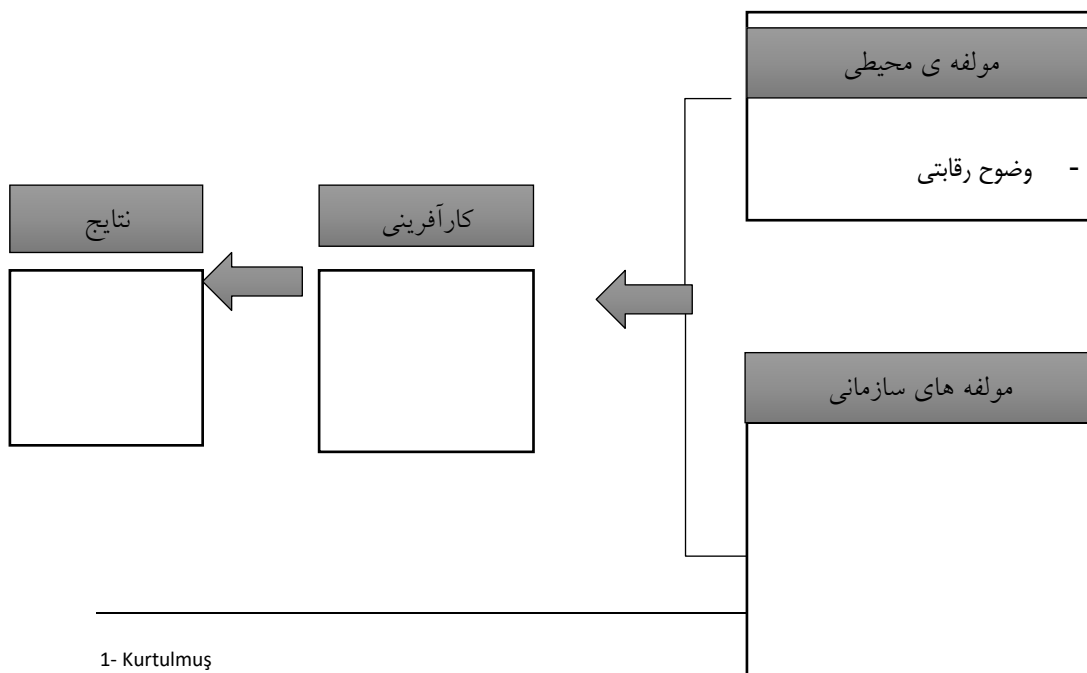 مولفه ی محیطی
- وضوح رقابتی
کارآفرینی
نتایج
مولفه های سازمانی
1- Kurtulmuş